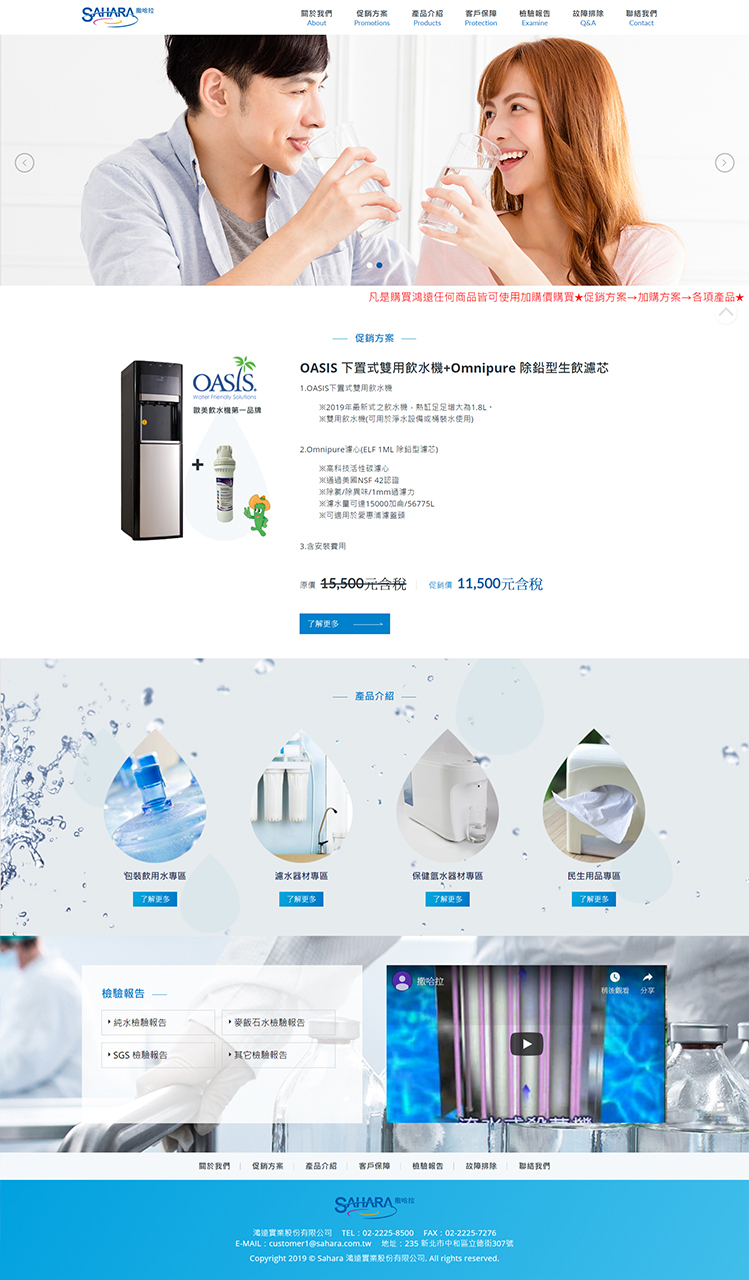 SAHARA 撒哈拉
關於我們 促銷方案 產品介紹 客戶保障 檢驗報告 故障排除 聯絡我們
About Promotions Products Protection Examine Q&A Contact
凡是購買鴻遠任何商品皆可使用加購價購買★促銷方案→加購方案→各項產品★
促銷方案
OASIS
Water Friendly Solutions
歐美飲水機第一品牌
+
OASIS 下置式雙用飲水機+Omnipure 除鉛型生飲濾芯
1.OASIS下置式雙用飲水機
※2019年最新式之飲水機，熱缸足足增大為1.8L。
※雙用飲水機(可用於淨水設備或桶裝水使用)
2.Omnipure濾心(ELF 1ML 除鉛型濾芯)
※高科技活性碳濾心
※通過美國NSF 42認證
※除氯/除異味/1mm過濾力
※濾水量可達15000加侖/56775L
※可適用於愛惠浦濾蓋頭
3.含安裝費用
原價 15,500元含稅 促銷價 11,500元含稅
了解更多
產品介紹
包裝飲用水專區 濾水器材專區 保健氫水器材專區 民生用品專區
了解更多 了解更多 了解更多 了解更多
檢驗報告
純水檢驗報告 麥飯石水檢驗報告
SGS 檢驗報告 其它檢驗報告
撒哈拉
稍後觀看 分享
關於我們 促銷方案 產品介紹 客戶保障 檢驗報告 故障排除 聯絡我們
SAHARA 撒哈拉
鴻遠實業股份有限公司 TEL：02-2225-8500 FAX：02-2225-7276
E-MAIL：customer1@sahara.com.tw 地址：235 新北市中和區立德街307號
Copyright 2019 © Sahara 鴻遠實業股份有限公司. All rights reserved.